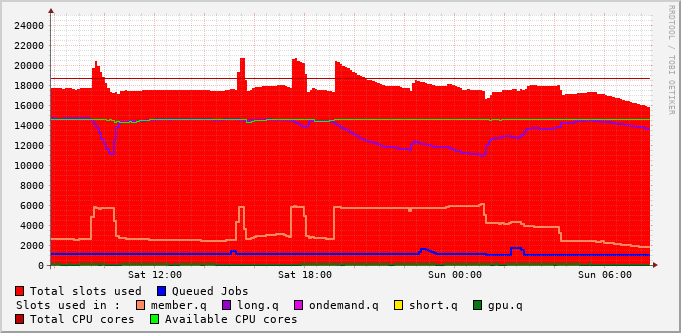 24000
22000
20000
18000
16000
14000
12000
10000
8000
6000
4000
2000
0
Sat 12:00 Sat 18:00 Sun 00:00 Sun 06:00
RRDTOOL / TOBI OETIKER
Total slots used Queued Jobs
Slots used in : member.q long.q ondemand.q short.q gpu.q
Total CPU cores Available CPU cores